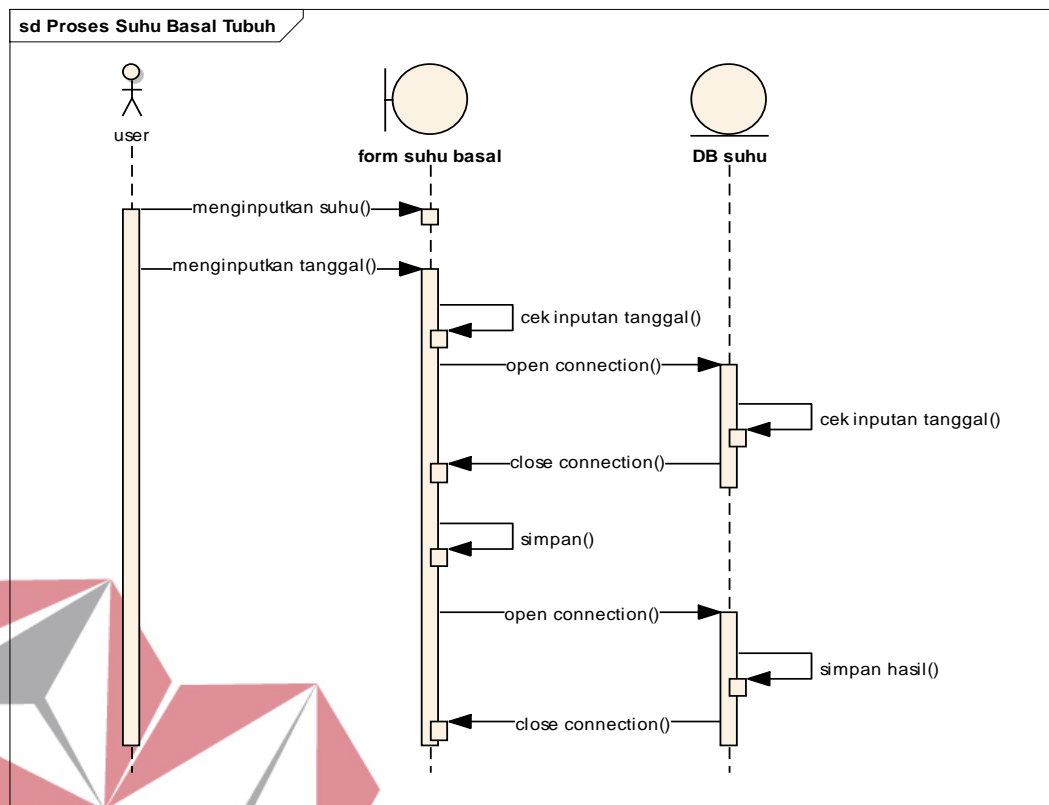 sd Proses Suhu Basal Tubuh
user
form suhu basal
DB suhu
menginputkan suhu()
menginputkan tanggal()
cek inputan tanggal()
open connection()
cek inputan tanggal()
close connection()
simpan()
open connection()
simpan hasil()
close connection()